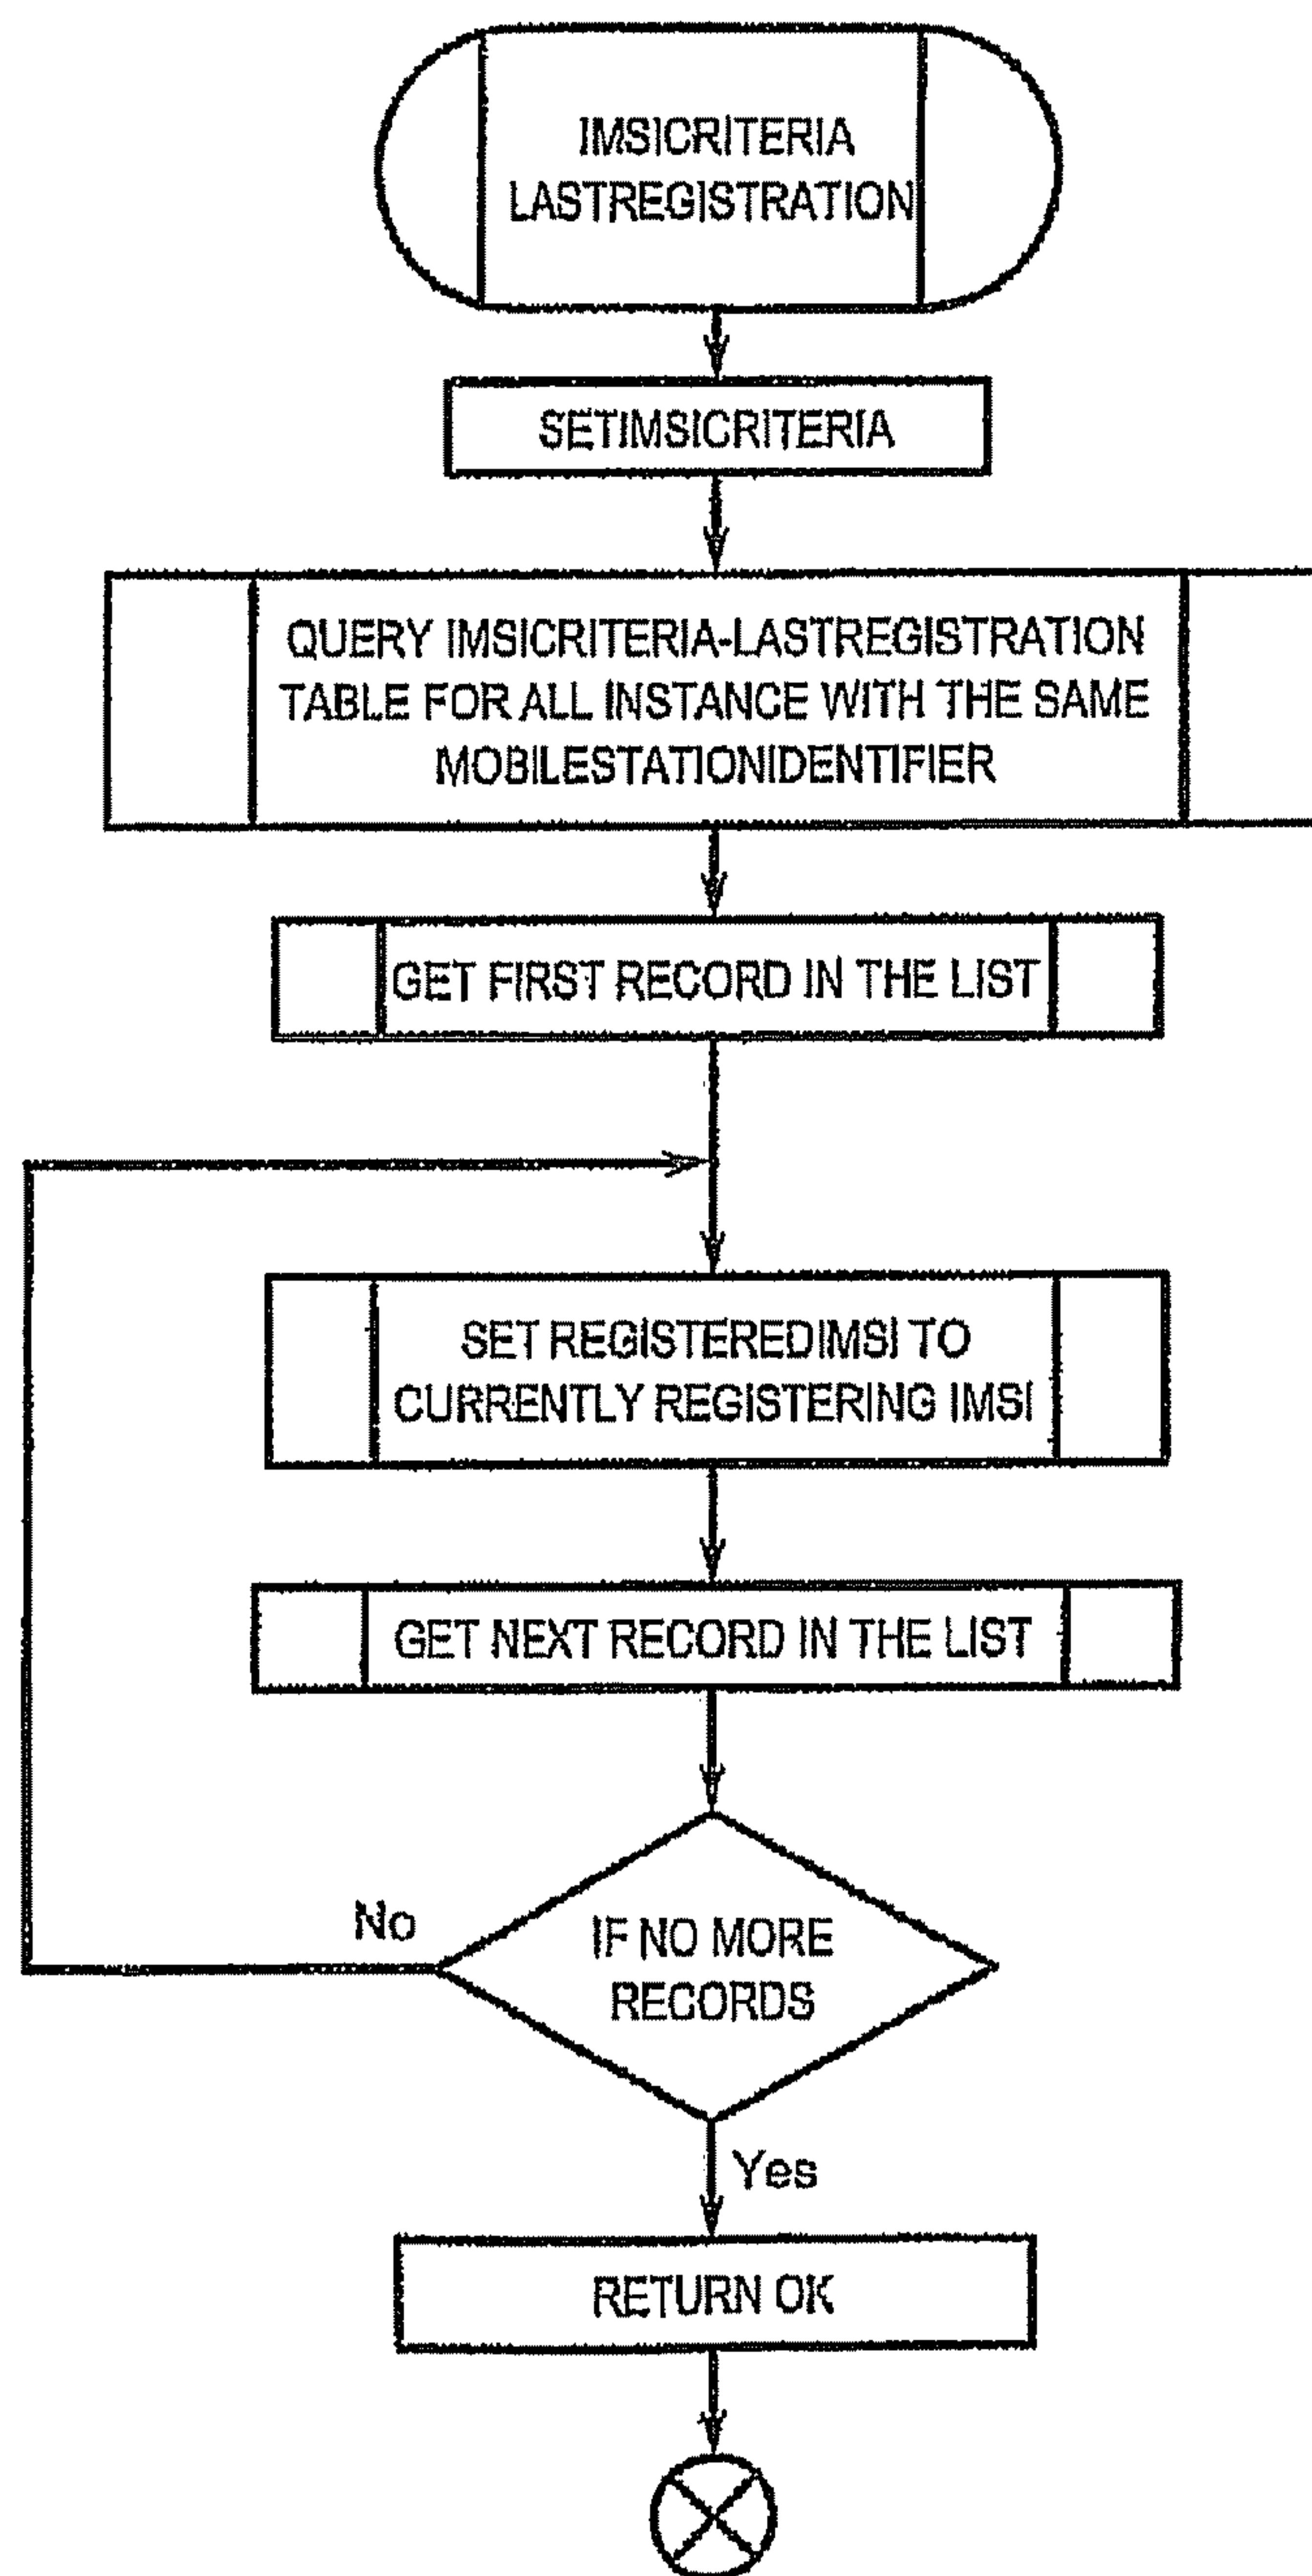 IMSICRITERIA
LASTREGISTRATION
SETIMSICRITERIA
QUERY IMSICRITERIA-LASTREGISTRATION
TABLE FOR ALL INSTANCE WITH THE SAME
MOBILESTATIONIDENTIFIER
GET FIRST RECORD IN THE LIST
SET REGISTEREDIMSI TO
CURRENTLY REGISTERING IMSI
GET NEXT RECORD IN THE LIST
No
IF NO MORE
RECORDS
Yes
RETURN OK